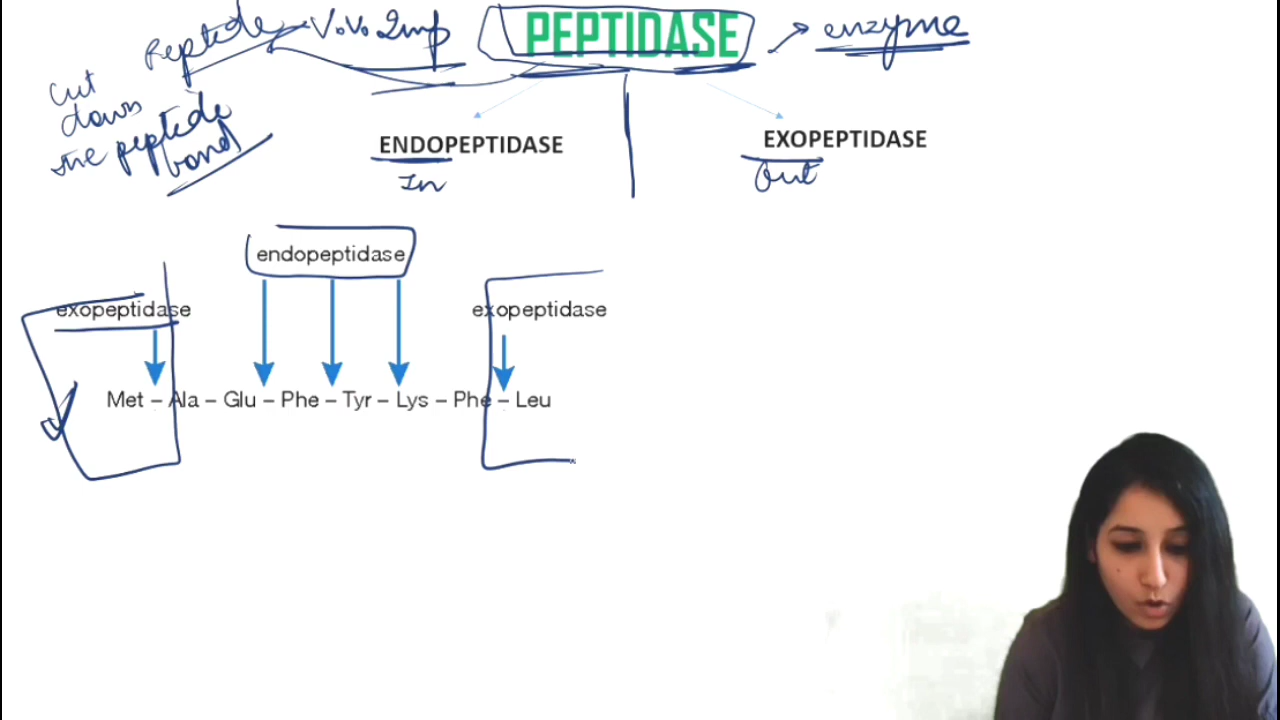 Peptide V.V. Imp PEPTIDASE → enzyme
cut
down
the peptide
bond
ENDOPEPTIDASE EXOPEPTIDASE
In Out
endopeptidase
exopeptidase exopeptidase
Met – Ala – Glu – Phe – Tyr – Lys – Phe – Leu